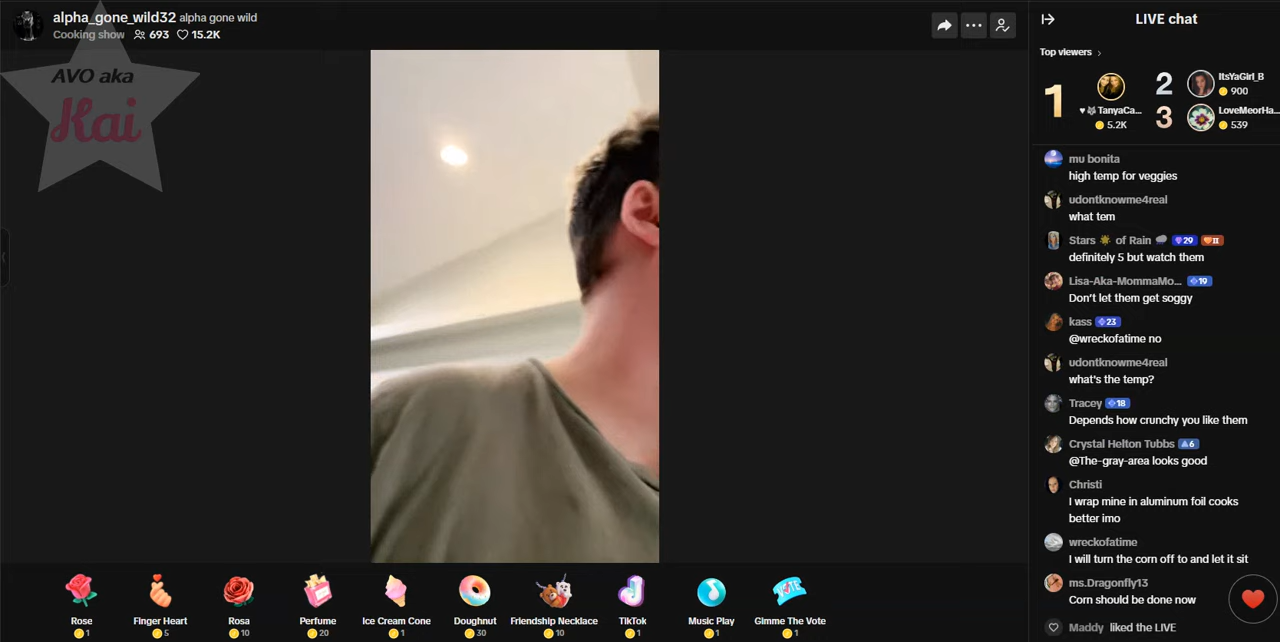 alpha_gone_wild32 alpha gone wild
Cooking show 693 15.2K
AVO aka
Kai
LIVE chat
Top viewers
1
TanyaCa...
5.2K
2
ItsYaGirl_B
900
3
LoveMeorHa...
539
mu bonita
high temp for veggies
udontknowme4real
what tem
Stars of Rain 29 II
definitely 5 but watch them
Lisa-Aka-MommaMo... 19
Don't let them get soggy
kass 23
@wreckofatime no
udontknowme4real
what's the temp?
Tracey 18
Depends how crunchy you like them
Crystal Helton Tubbs 6
@The-gray-area looks good
Christi
I wrap mine in aluminum foil cooks
better imo
wreckofatime
I will turn the corn off to and let it sit
ms.Dragonfly13
Corn should be done now
Maddy liked the LIVE
Rose Finger Heart Rosa Perfume Ice Cream Cone Doughnut Friendship Necklace TikTok Music Play GImme The Vote
1 5 10 20 1 30 10 1 1 1